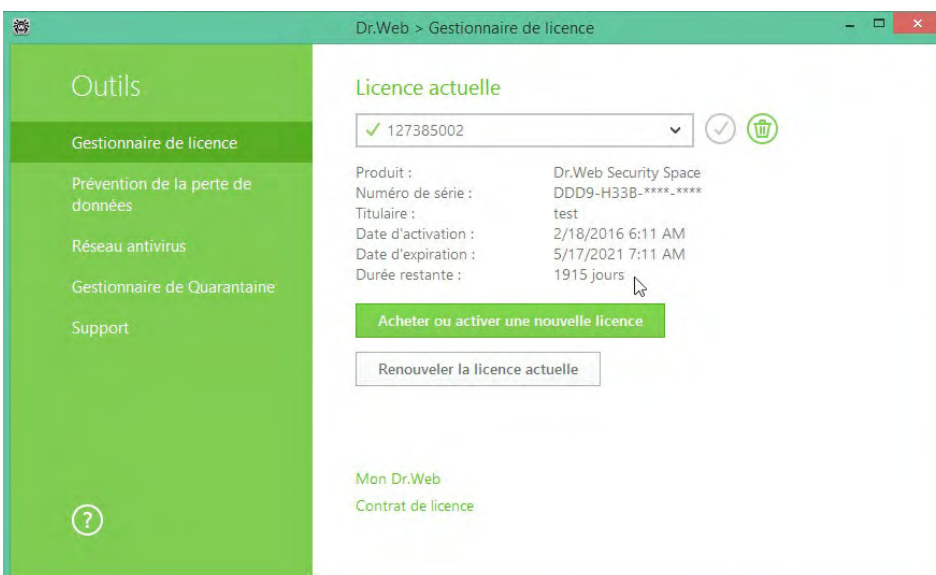 Dr.Web > Gestionnaire de licence
Outils
Gestionnaire de licence
Prévention de la perte de
données
Réseau antivirus
Gestionnaire de Quarantaine
Support
?
Licence actuelle
127385002
Produit : Dr.Web Security Space
Numéro de série : DDD9-H33B-****-****
Titulaire : test
Date d'activation : 2/18/2016 6:11 AM
Date d'expiration : 5/17/2021 7:11 AM
Durée restante : 1915 jours
Acheter ou activer une nouvelle licence
Renouveler la licence actuelle
Mon Dr.Web
Contrat de licence